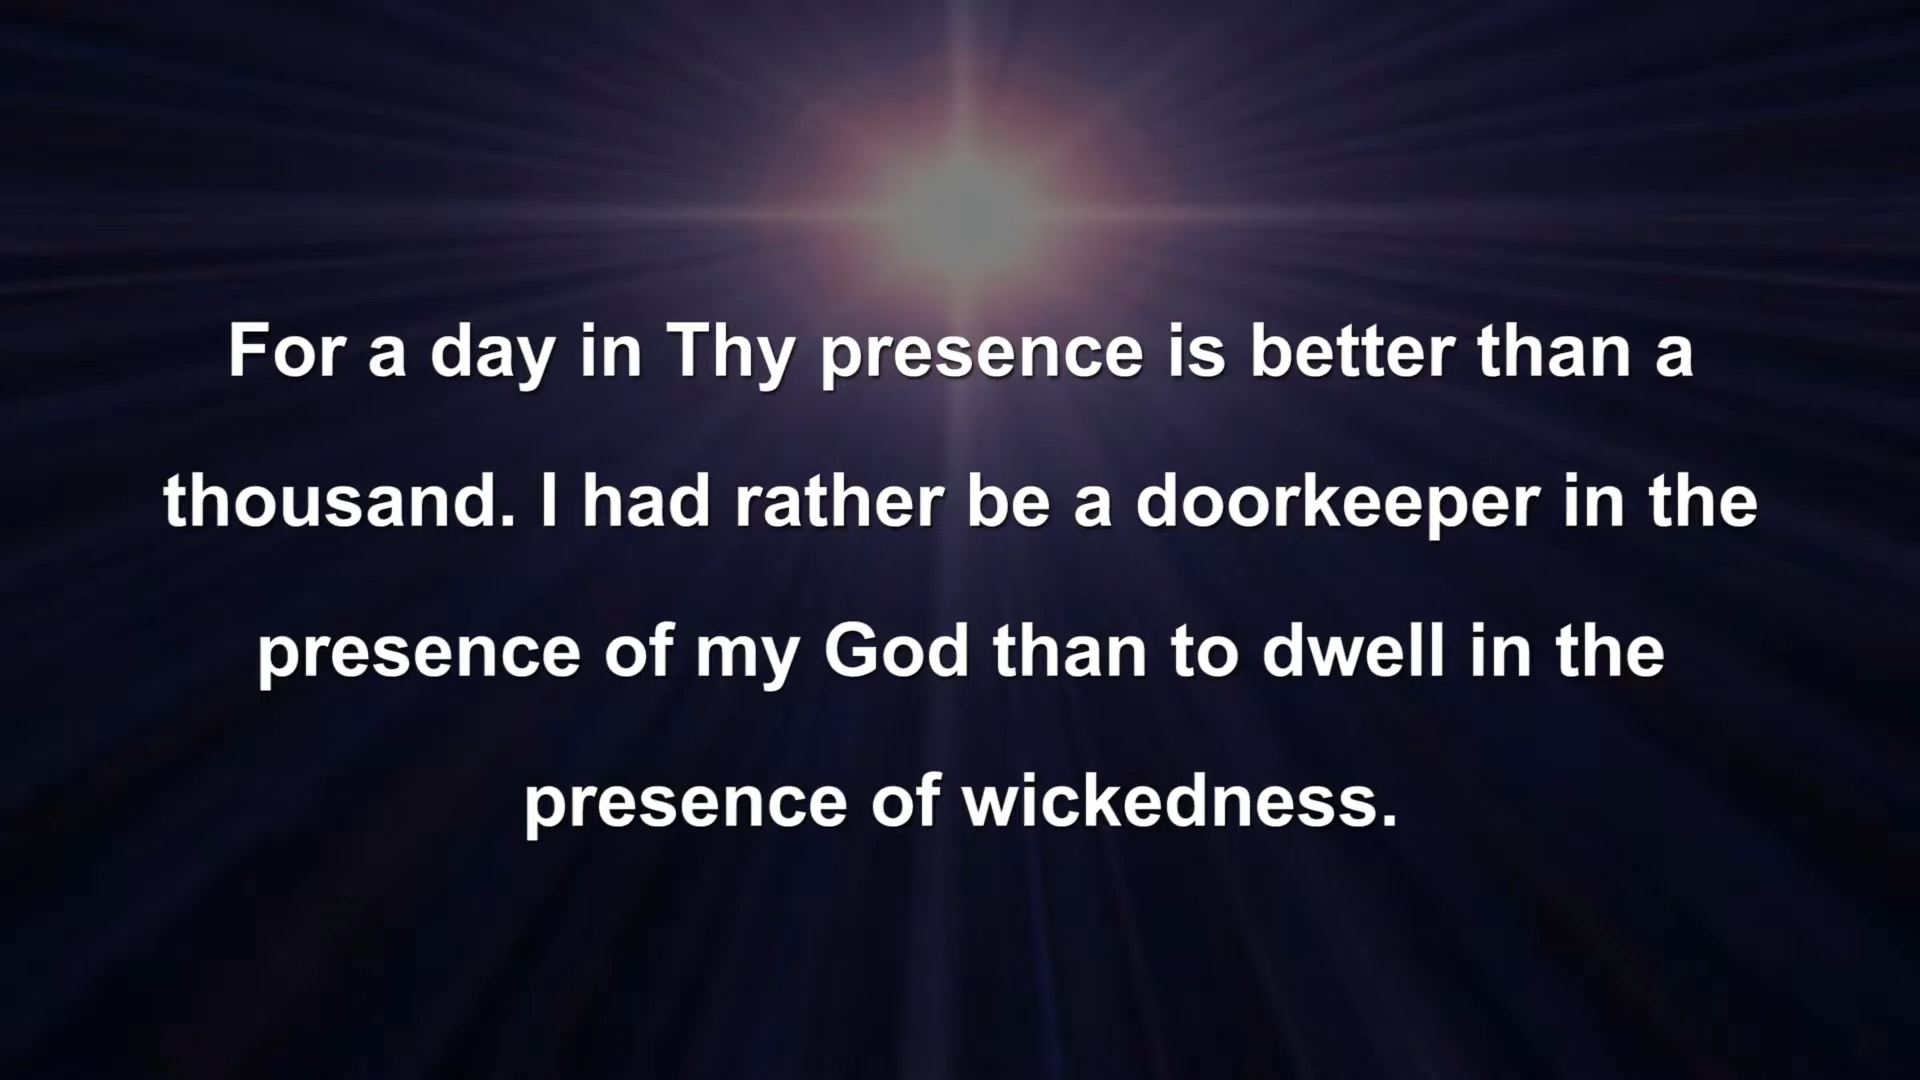 For a day in Thy presence is better than a
thousand. I had rather be a doorkeeper in the
presence of my God than to dwell in the
presence of wickedness.